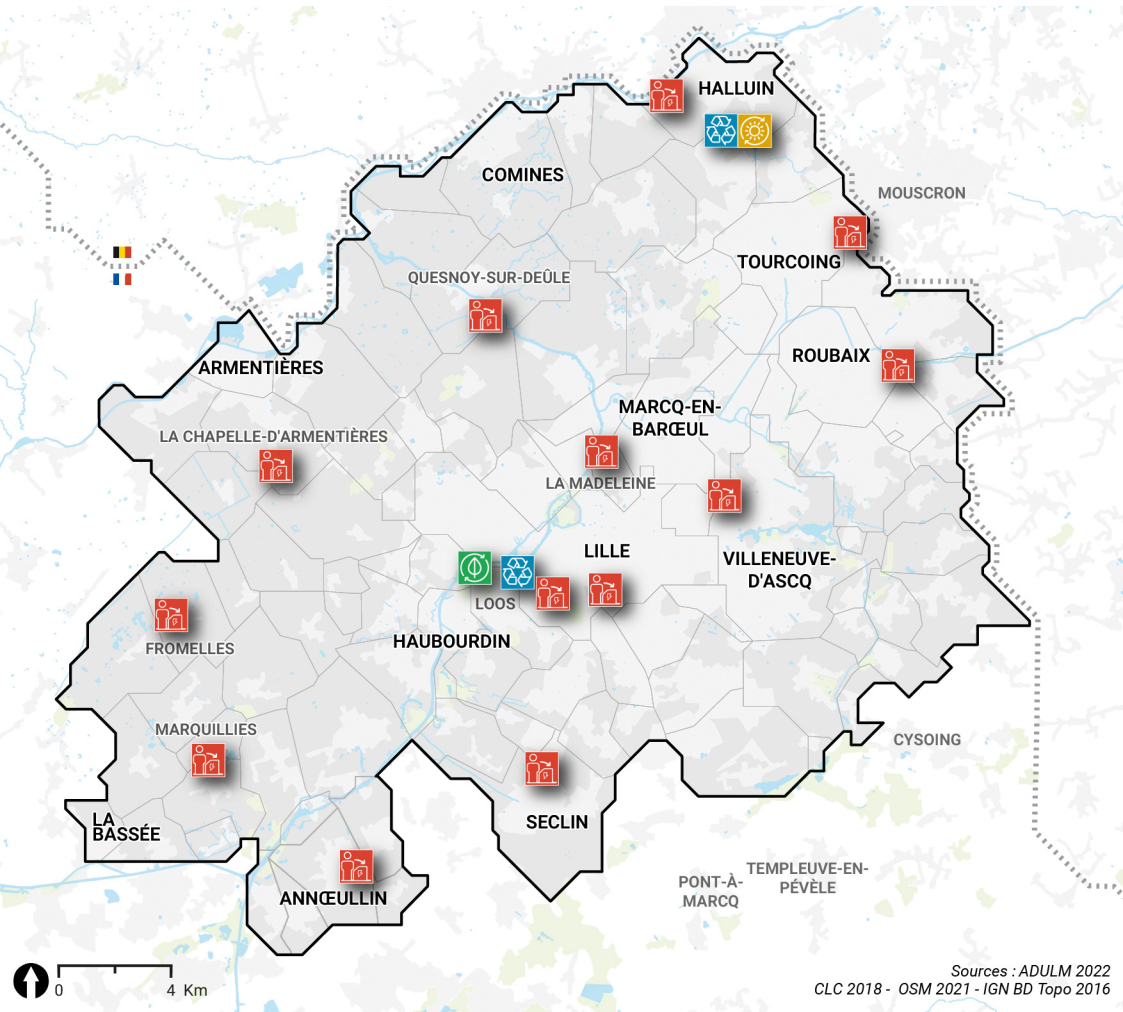 HALLUIN
COMINES
MOUSCRON
TOURCOING
QUESNOY-SUR-DEÛLE
ROUBAIX
ARMENTIÈRES
MARCQ-EN-
BARŒUL
LA CHAPELLE-D'ARMENTIÈRES
LA MADELEINE
LILLE
VILLENEUVE-
D'ASCQ
LOOS
HAUBOURDIN
FROMELLES
MARQUILLIES
CYSOING
LA
BASSÉE
SECLIN
TEMPLEUVE-EN-
PÉVÈLE
PONT-À-
MARCQ
ANNŒULLIN
0 4 Km
Sources : ADULM 2022
CLC 2018 - OSM 2021 - IGN BD Topo 2016